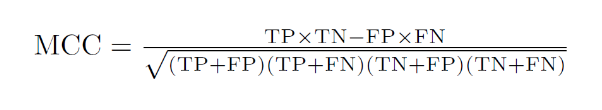 MCC = TP×TN−FP×FN / √(TP+FP)(TP+FN)(TN+FP)(TN+FN)